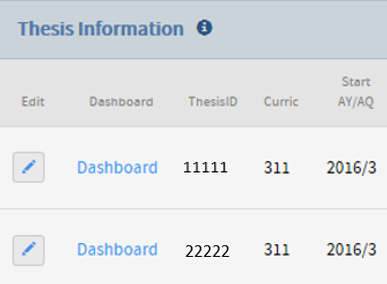 Thesis Information
Start
Edit Dashboard ThesisID Curric AY/AQ
Dashboard 11111 311 2016/3
Dashboard 22222 311 2016/3